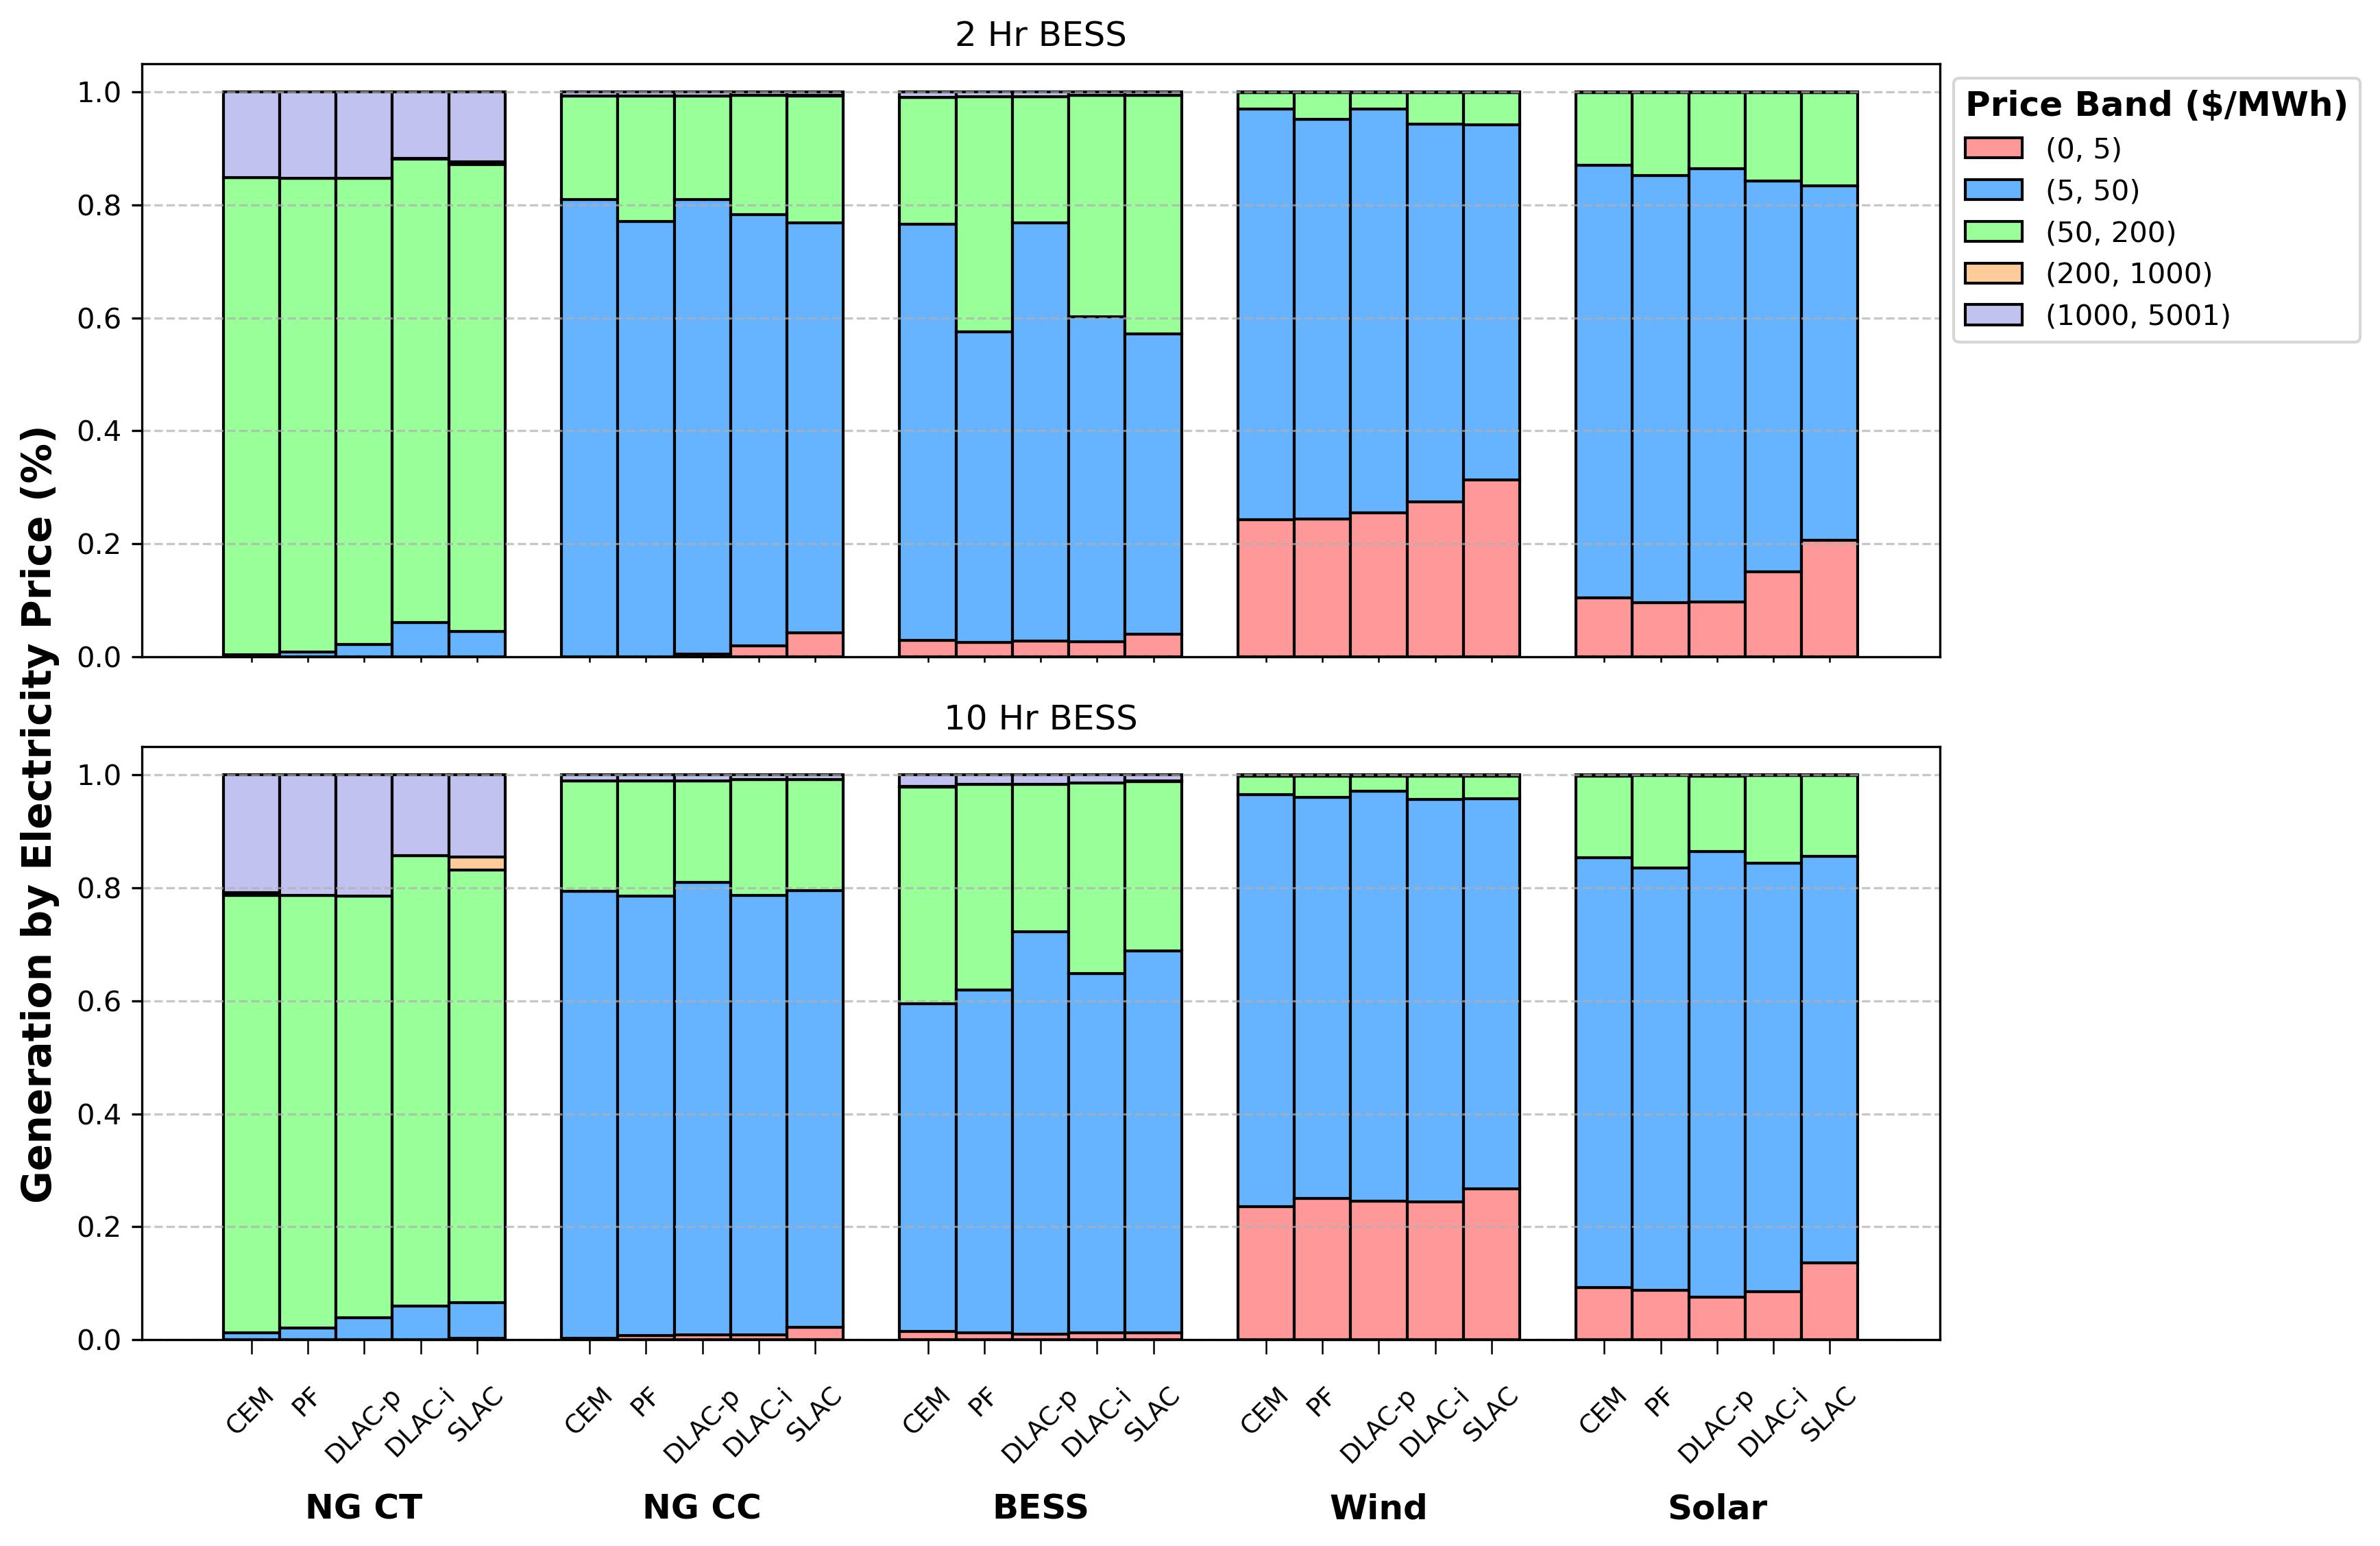 2 Hr BESS
1.0
0.8
0.6
0.4
0.2
0.0
Price Band ($/MWh)
(0, 5)
(5, 50)
(50, 200)
(200, 1000)
(1000, 5001)
Generation by Electricity Price (%)
10 Hr BESS
1.0
0.8
0.6
0.4
0.2
0.0
CEM PF DLAC-p DLAC-i SLAC CEM PF DLAC-p DLAC-i SLAC CEM PF DLAC-p DLAC-i SLAC CEM PF DLAC-p DLAC-i SLAC CEM PF DLAC-p DLAC-i SLAC
NG CT NG CC BESS Wind Solar